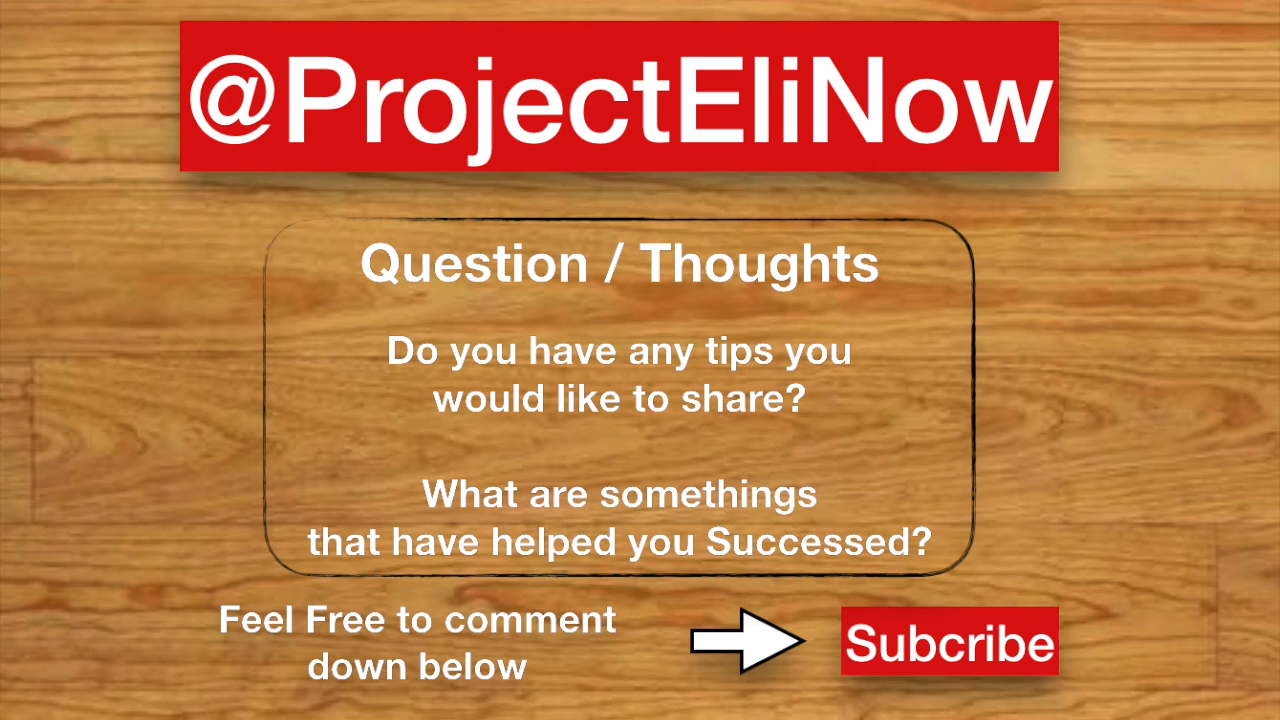 @ProjectEliNow
Question / Thoughts
Do you have any tips you
would like to share?
What are somethings
that have helped you Successed?
Feel Free to comment
down below
Subcribe